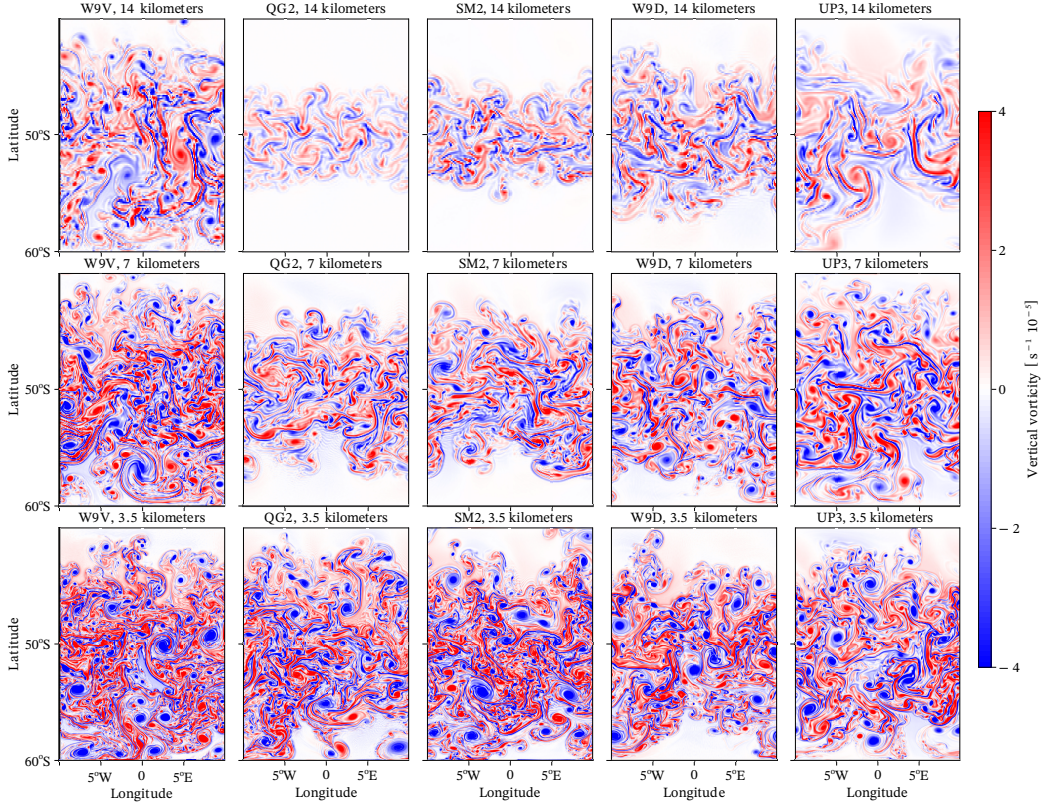 W9V, 14 kilometers
QG2, 14 kilometers
SM2, 14 kilometers
W9D, 14 kilometers
UP3, 14 kilometers
Latitude
50°S
60°S
W9V, 7 kilometers
QG2, 7 kilometers
SM2, 7 kilometers
W9D, 7 kilometers
UP3, 7 kilometers
Latitude
50°S
60°S
W9V, 3.5 kilometers
QG2, 3.5 kilometers
SM2, 3.5 kilometers
W9D, 3.5 kilometers
UP3, 3.5 kilometers
Latitude
50°S
60°S
5°W 0 5°E
Longitude
5°W 0 5°E
Longitude
5°W 0 5°E
Longitude
5°W 0 5°E
Longitude
5°W 0 5°E
Longitude
4
2
0
−2
−4
Vertical vorticity [ s⁻¹ 10⁻⁵]